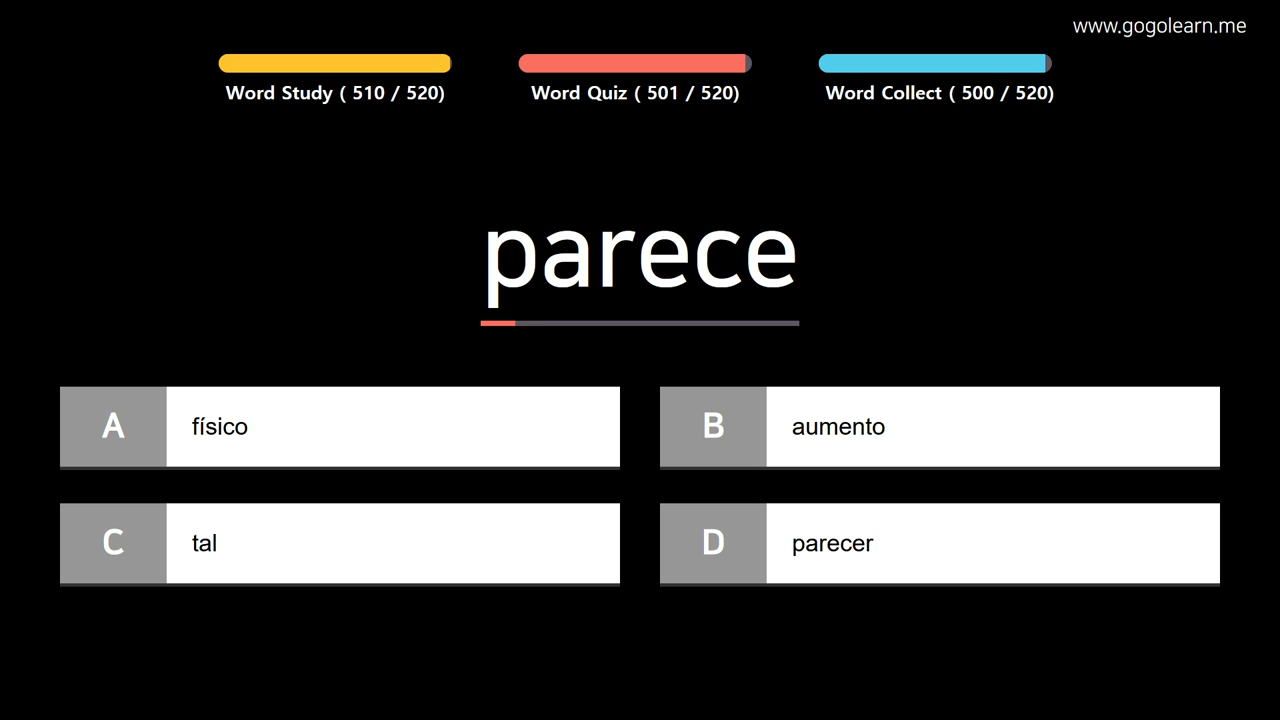 www.gogolearn.me
Word Study ( 510 / 520)
Word Quiz ( 501 / 520)
Word Collect ( 500 / 520)
parece
A físico
B aumento
C tal
D parecer